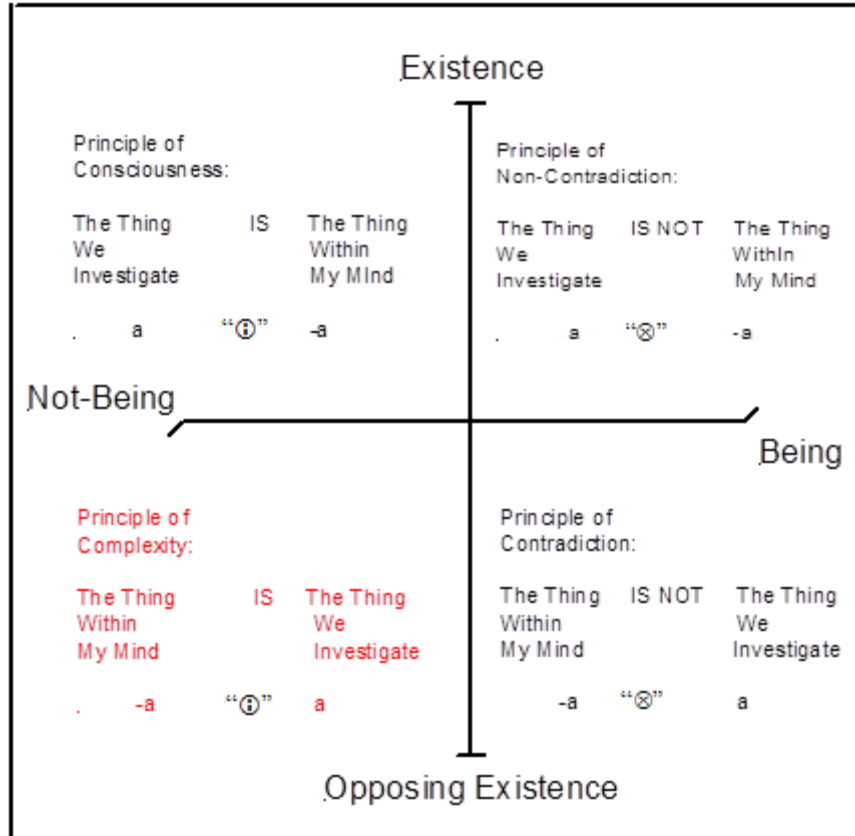 Existence
Principle of
Consciousness:
The Thing IS The Thing
We Within
Investigate My MInd
. a “ⓘ” -a
Principle of
Non-Contradiction:
The Thing IS NOT The Thing
We WithIn
Investigate My Mind
. a “⊗” -a
Not-Being
Being
Principle of
Complexity:
The Thing IS The Thing
Within We
My Mind Investigate
. -a “ⓘ” a
Principle of
Contradiction:
The Thing IS NOT The Thing
Within We
My Mind Investigate
-a “⊗” a
Opposing Existence